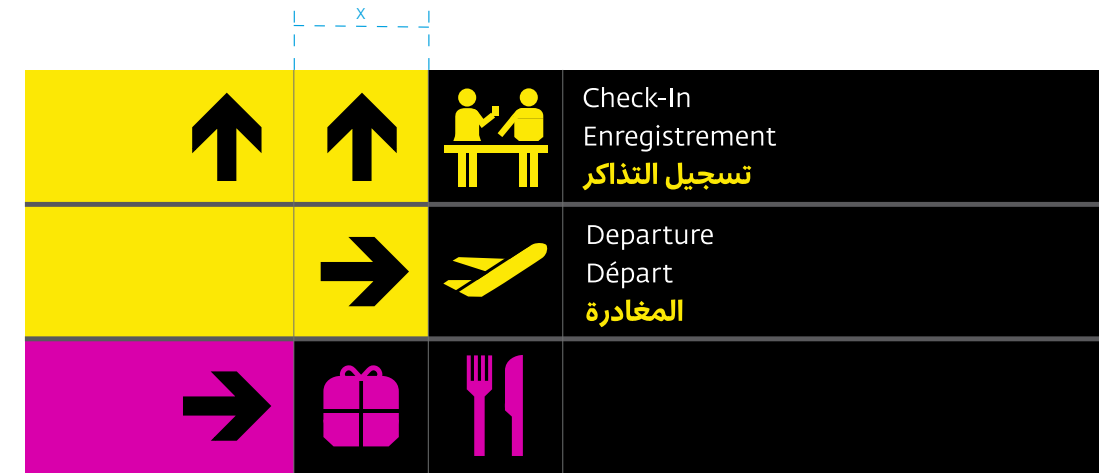 x
Check-In
Enregistrement
تسجيل التذاكر
Departure
Départ
المغادرة